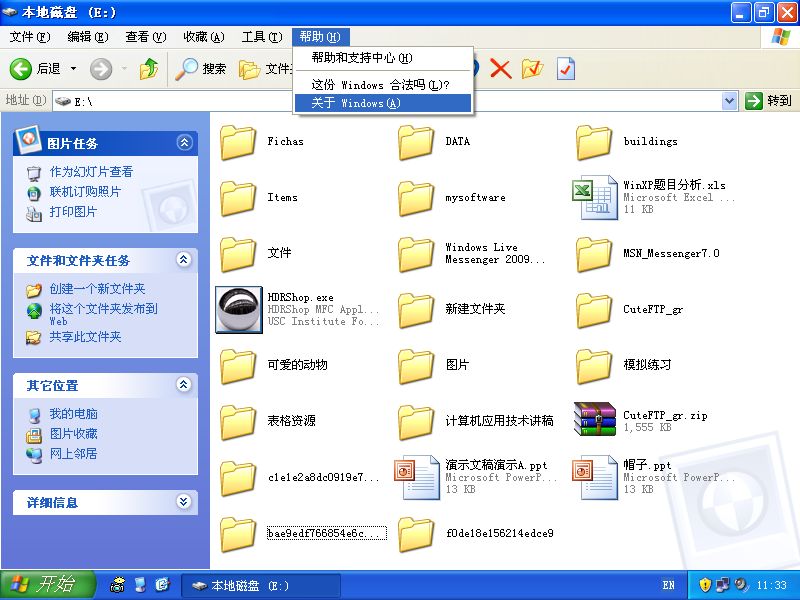 本地磁盘 (E:)
文件(F) 编辑(E) 查看(V) 收藏(A) 工具(T) 帮助(H)
帮助和支持中心(H)
这份 Windows 合法吗(L)?
关于 Windows(A)
后退 搜索 文件
地址(D) E:\ 转到
图片任务
作为幻灯片查看
联机订购照片
打印图片
文件和文件夹任务
创建一个新文件夹
将这个文件夹发布到
Web
共享此文件夹
其它位置
我的电脑
图片收藏
网上邻居
详细信息
Fichas
DATA
buildings
Items
mysoftware
WinXP题目分析.xls
Microsoft Excel ...
11 KB
文件
Windows Live
Messenger 2009...
MSN_Messenger7.0
HDRShop.exe
HDRShop MFC Appl...
USC Institute Fo...
新建文件夹
CuteFTP_gr
可爱的动物
图片
模拟练习
表格资源
计算机应用技术讲稿
CuteFTP_gr.zip
1,555 KB
c1e1e2a8dc0919e7...
演示文稿演示A.ppt
Microsoft PowerP...
13 KB
帽子.ppt
Microsoft PowerP...
13 KB
bae9edf766854e6c...
f0de18e156214edce9
开始 本地磁盘 (E:) EN 11:33